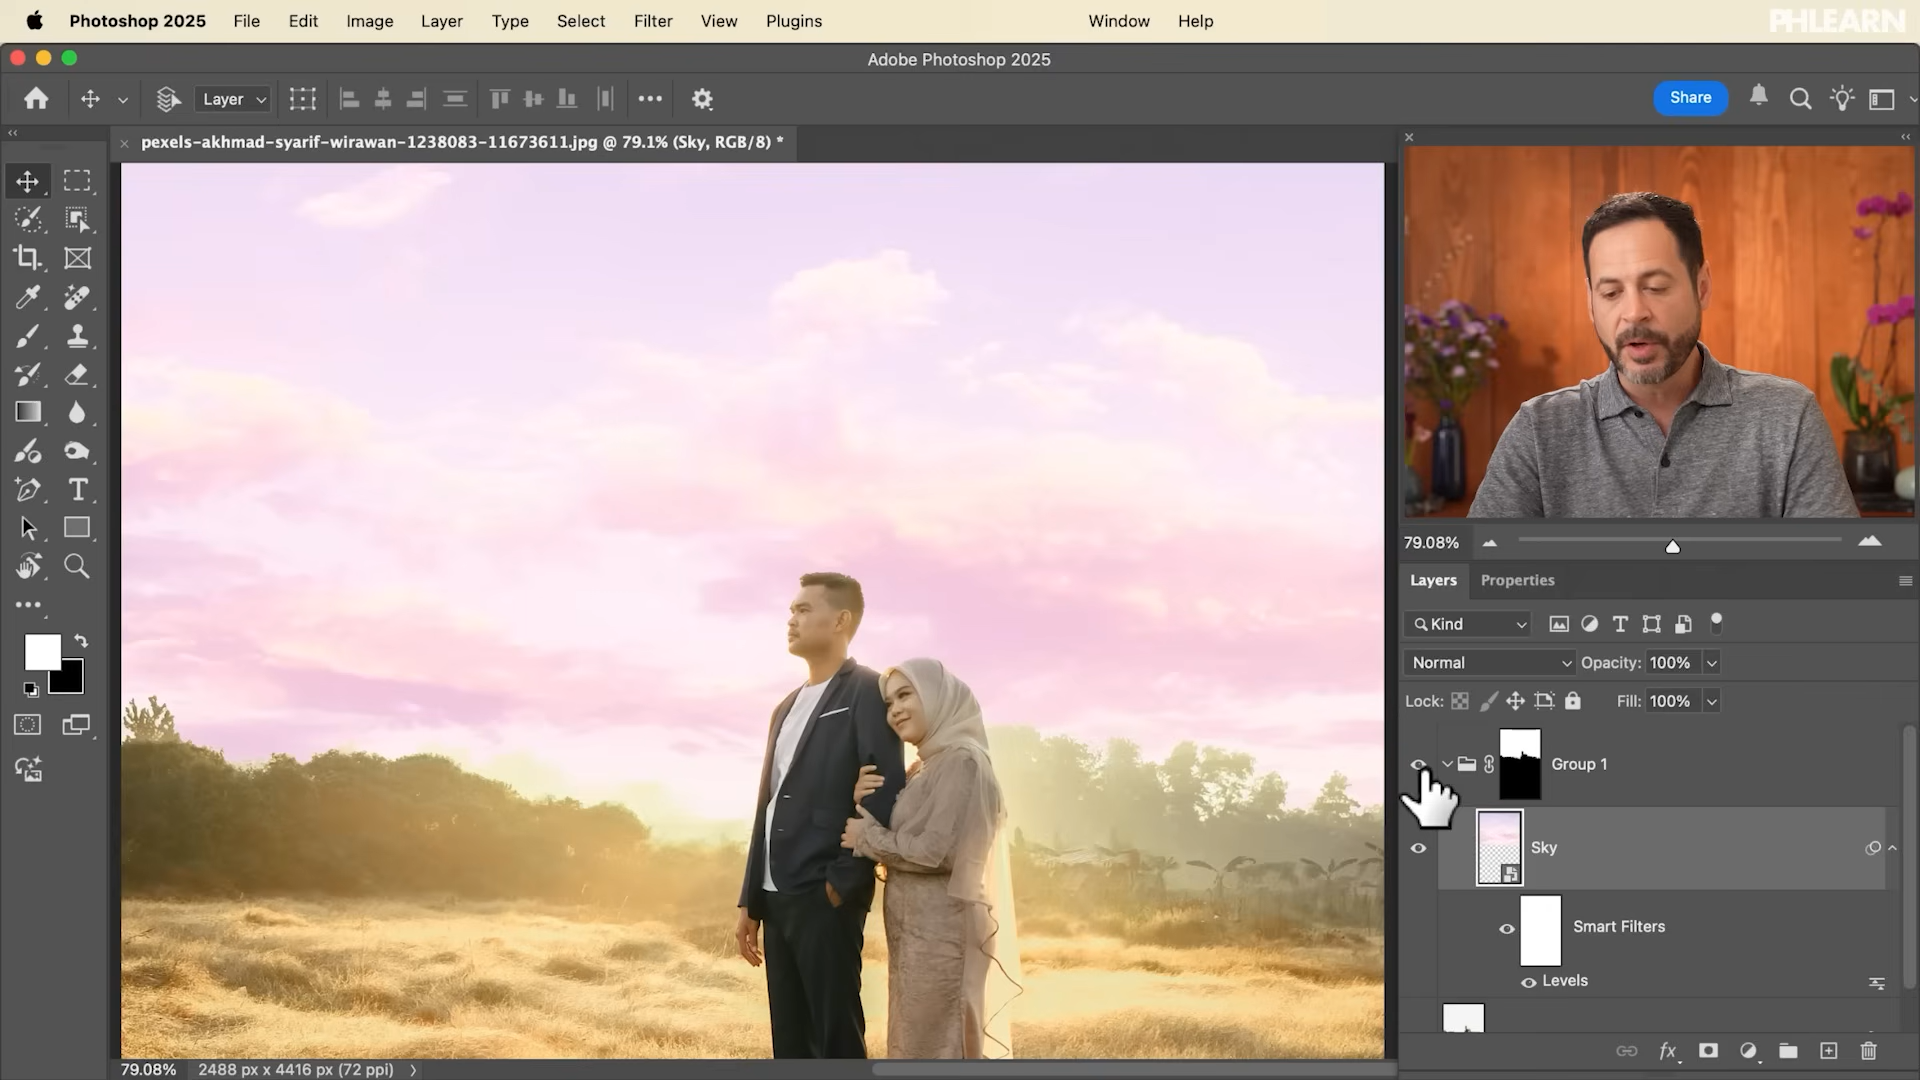 Photoshop 2025 File Edit Image Layer Type Select Filter View Plugins Window Help
PHLEARN
Adobe Photoshop 2025
Layer
Share
pexels-akhmad-syarif-wirawan-1238083-11673611.jpg @ 79.1% (Sky, RGB/8) *
79.08%
Layers Properties
Kind
Normal Opacity: 100%
Lock: Fill: 100%
Group 1
Sky
Smart Filters
Levels
fx
79.08% 2488 px x 4416 px (72 ppi)